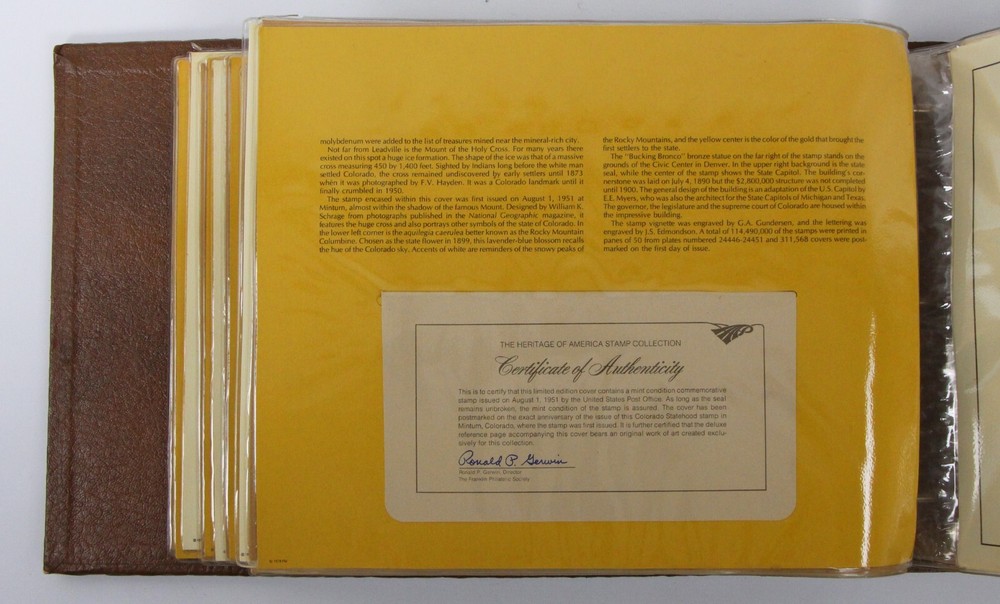 molybdenum were added to the list of treasures mined near the mineral-rich city.
Not far from Leadville is the Mount of the Holy Cross. For many years there
existed on this spot a huge ice formation. The shape of the ice was that of a massive
cross measuring 450 by 1,400 feet. Sighted by Indians long before the white man
settled Colorado, the cross remained undiscovered by early settlers until 1873
when it was photographed by F.V. Hayden. It was a Colorado landmark until it
finally crumbled in 1950.
The stamp encased within this cover was first issued on August 1, 1951 at
Minturn, almost within the shadow of the famous Mount. Designed by William K.
Schrage from photographs published in the National Geographic magazine, it
features the huge cross and also portrays other symbols of the state of Colorado. In
the lower left corner is the aquilegia caerulea better known as the Rocky Mountain
Columbine. Chosen as the state flower in 1899, this lavender-blue blossom recalls
the hue of the Colorado sky. Accents of white are reminders of the snowy peaks of
the Rocky Mountains, and the yellow center is the color of the gold that brought the
first settlers to the state.
The "Bucking Bronco" bronze statue on the far right of the stamp stands on the
grounds of the Civic Center in Denver. In the upper right background is the state
seal, while the center of the stamp shows the State Capitol. The building's cor-
nerstone was laid on July 4, 1890 but the $2,800,000 structure was not completed
until 1900. The general design of the building is an adaptation of the U.S. Capitol by
E.E. Myers, who was also the architect for the State Capitols of Michigan and Texas.
The governor, the legislature and the supreme court of Colorado are housed within
the impressive building.
The stamp vignette was engraved by G.A. Gundersen, and the lettering was
engraved by J.S. Edmondson. A total of 114,490,000 of the stamps were printed in
panes of 50 from plates numbered 24446-24451 and 311,568 covers were post-
marked on the first day of issue.
THE HERITAGE OF AMERICA STAMP COLLECTION
Certificate of Authenticity
This is to certify that this limited edition cover contains a mint condition commemorative
stamp issued on August 1, 1951 by the United States Post Office. As long as the seal
remains unbroken, the mint condition of the stamp is assured. The cover has been
postmarked on the exact anniversary of the issue of this Colorado Statehood stamp in
Minturn, Colorado, where the stamp was first issued. It is further certified that the deluxe
reference page accompanying this cover bears an original work of art created exclu-
sively for this collection.
Ronald P. Gerwin
Ronald P. Gerwin, Director
The Franklin Philatelic Society